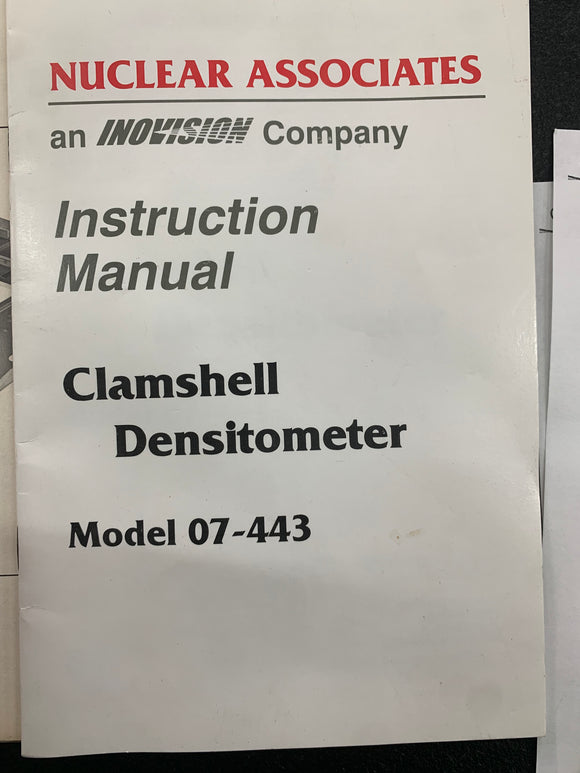 NUCLEAR ASSOCIATES
an INOVISION Company
Instruction
Manual
Clamshell
Densitometer
Model 07-443